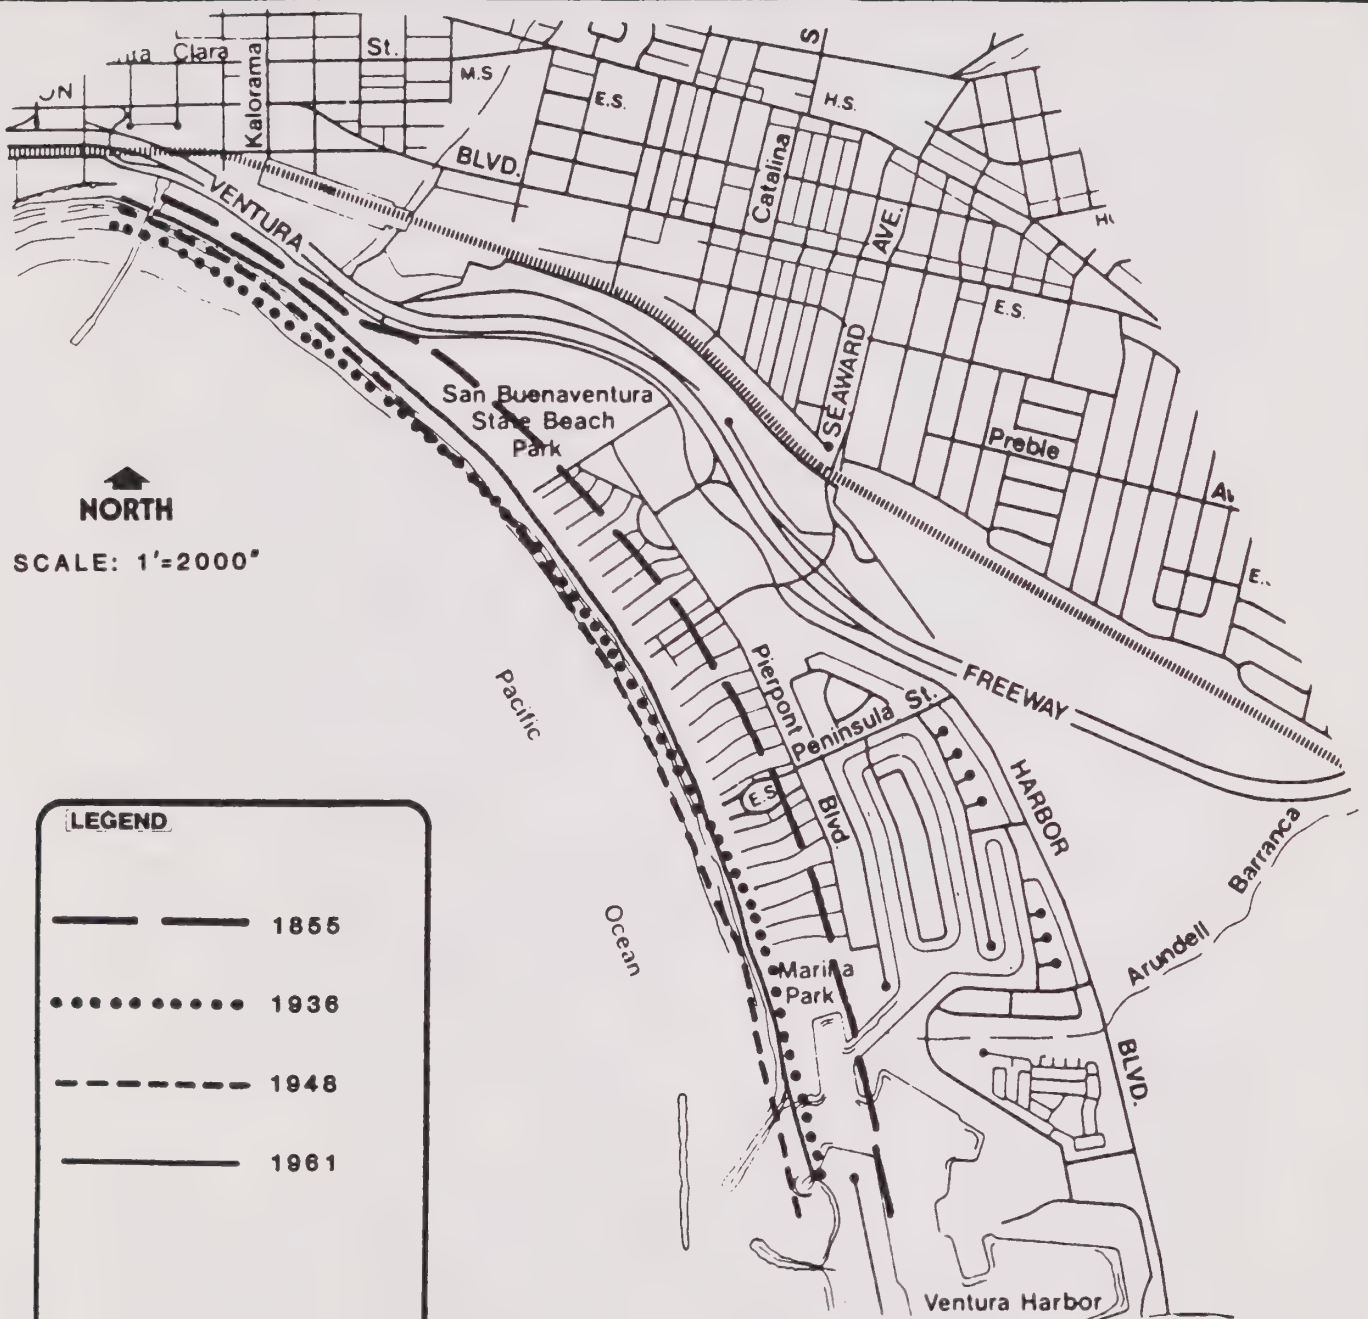 Clara
St.
Kalorama
M.S
E.S.
S
H.S.
BLVD.
Catalina
AVE.
VENTURA
E.S.
SEAWARD
San Buenaventura
State Beach
Park
Preble
NORTH
SCALE: 1'=2000"
Pacific
Ocean
Pierpont
Blvd.
Peninsula St.
FREEWAY
HARBOR
BLVD.
E.S
Arundell
Barranca
Marina
Park
Ventura Harbor
LEGEND
1855
1936
1948
1961